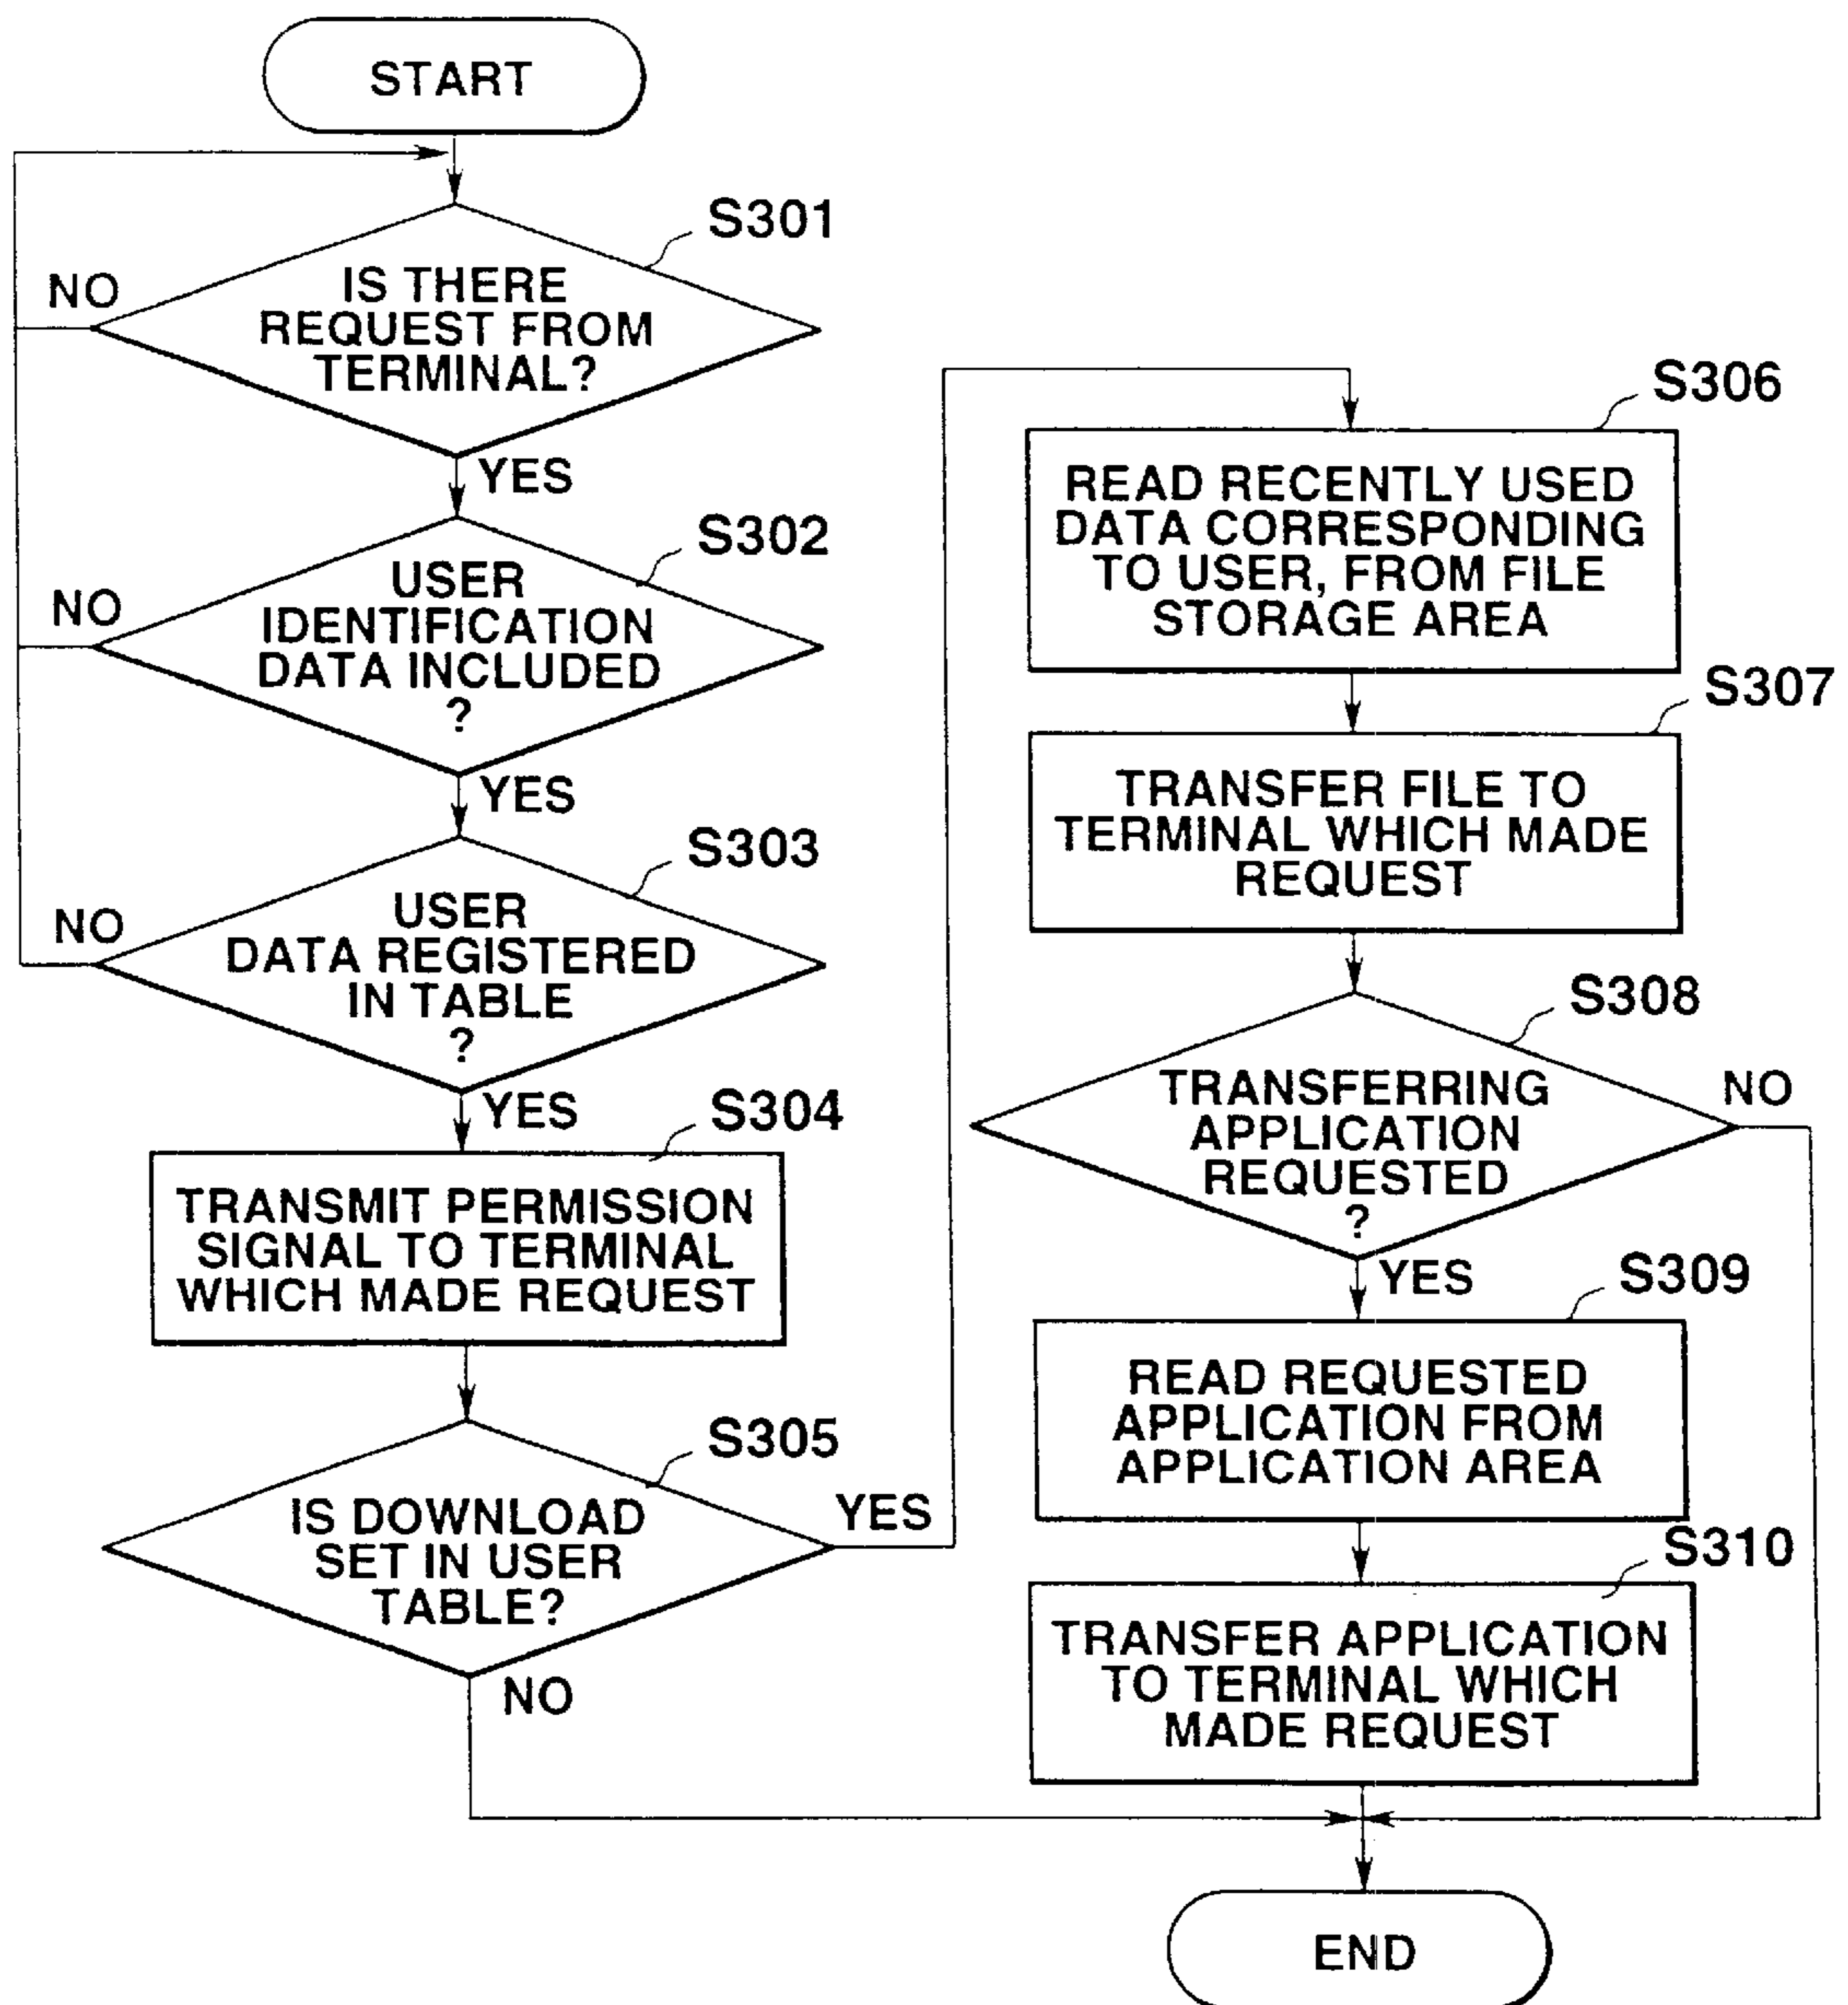 START
S301
IS THERE
REQUEST FROM
TERMINAL?
NO
YES
S302
USER
IDENTIFICATION
DATA INCLUDED
?
NO
YES
S303
USER
DATA REGISTERED
IN TABLE
?
NO
YES
S304
TRANSMIT PERMISSION
SIGNAL TO TERMINAL
WHICH MADE REQUEST
S305
IS DOWNLOAD
SET IN USER
TABLE?
YES
NO
S306
READ RECENTLY USED
DATA CORRESPONDING
TO USER, FROM FILE
STORAGE AREA
S307
TRANSFER FILE TO
TERMINAL WHICH MADE
REQUEST
S308
TRANSFERRING
APPLICATION
REQUESTED
?
NO
YES
S309
READ REQUESTED
APPLICATION FROM
APPLICATION AREA
S310
TRANSFER APPLICATION
TO TERMINAL WHICH
MADE REQUEST
END